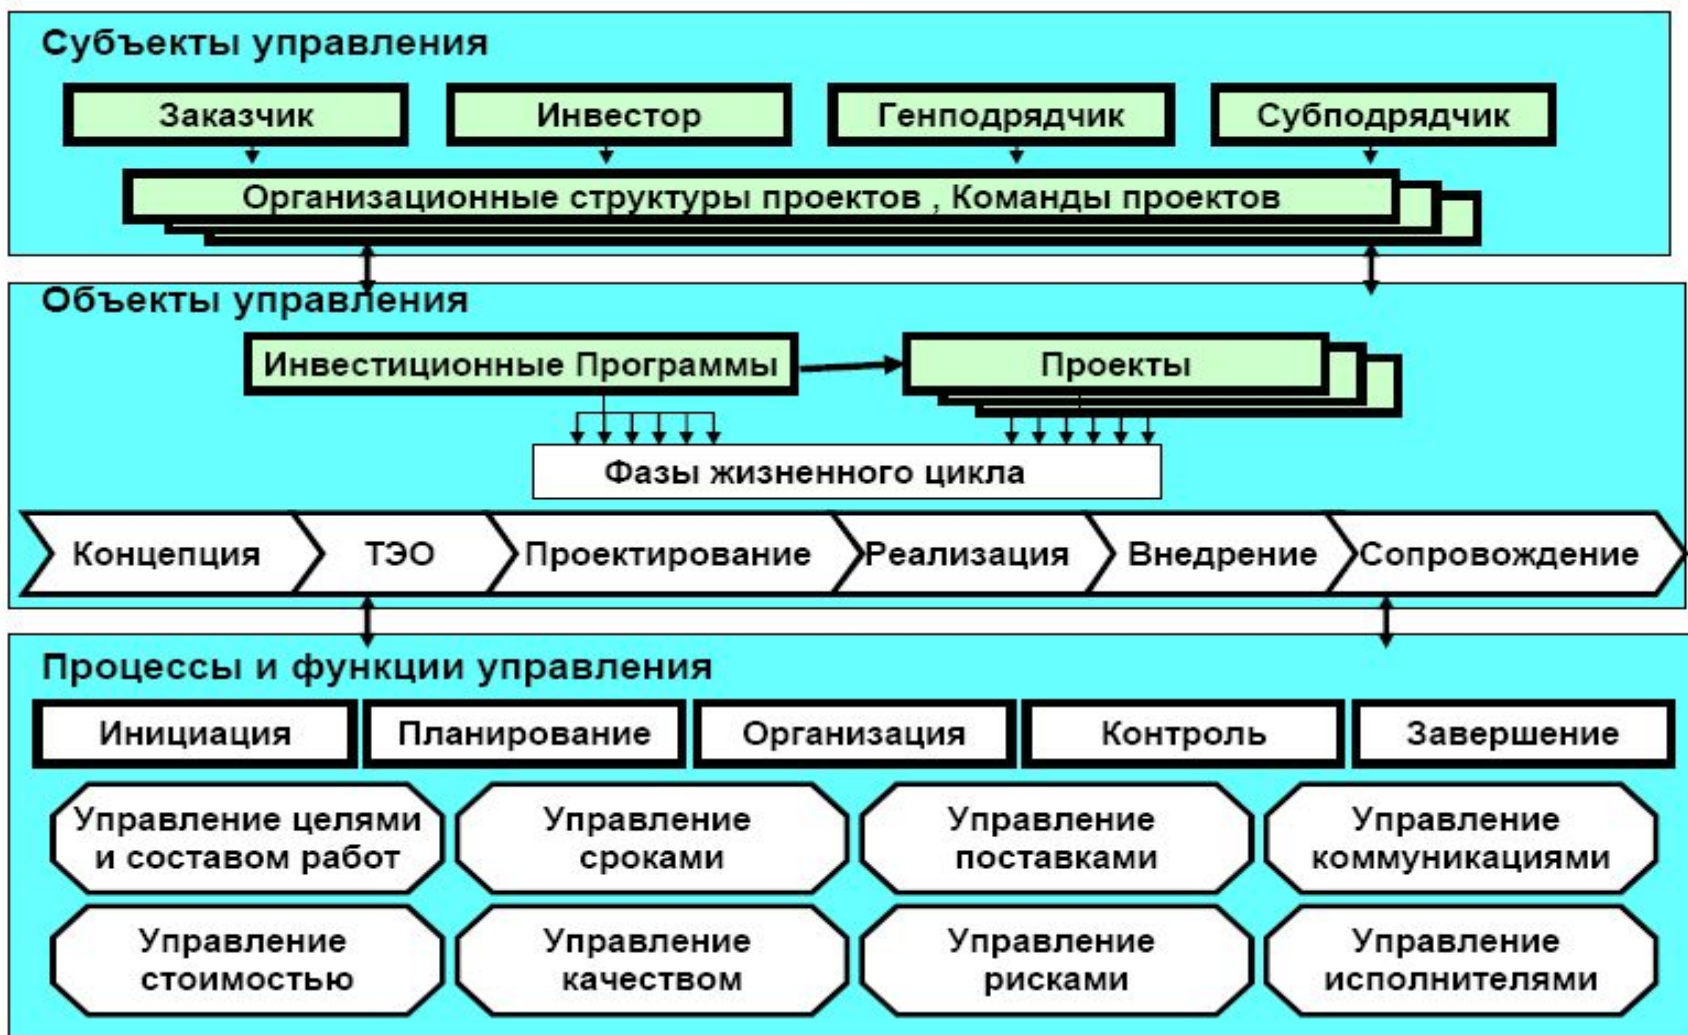 Субъекты управления
Заказчик
Инвестор
Генподрядчик
Субподрядчик
Организационные структуры проектов , Команды проектов
Объекты управления
Инвестиционные Программы
Проекты
Фазы жизненного цикла
Концепция
ТЭО
Проектирование
Реализация
Внедрение
Сопровождение
Процессы и функции управления
Инициация
Планирование
Организация
Контроль
Завершение
Управление целями
и составом работ
Управление
сроками
Управление
поставками
Управление
коммуникациями
Управление
стоимостью
Управление
качеством
Управление
рисками
Управление
исполнителями